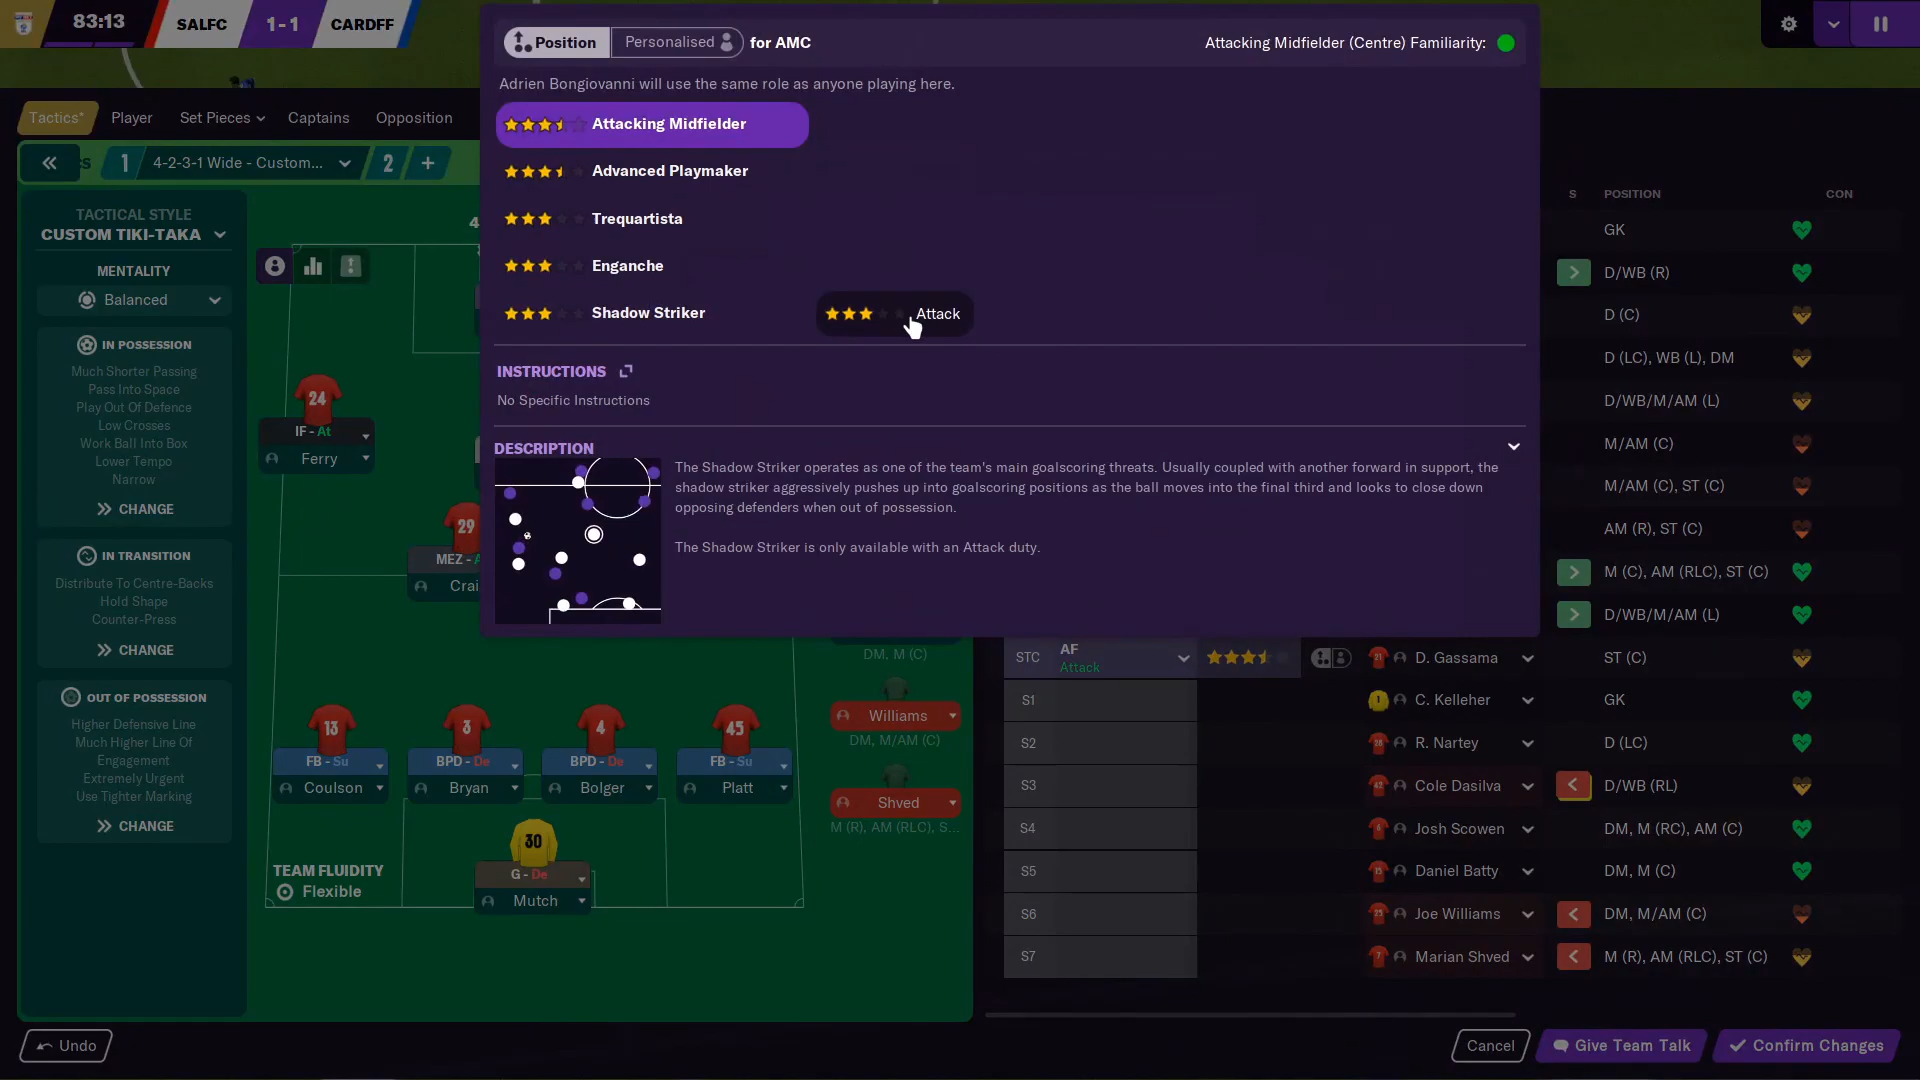 83:13
SALFC
1-1
CARDFF
Position
Personalised
for AMC
Attacking Midfielder (Centre) Familiarity:
Adrien Bongiovanni will use the same role as anyone playing here.
Attacking Midfielder
Advanced Playmaker
Trequartista
Enganche
Shadow Striker
Attack
INSTRUCTIONS
No Specific Instructions
DESCRIPTION
The Shadow Striker operates as one of the team's main goalscoring threats. Usually coupled with another forward in support, the
shadow striker aggressively pushes up into goalscoring positions as the ball moves into the final third and looks to close down
opposing defenders when out of possession.
The Shadow Striker is only available with an Attack duty.
Tactics*
Player
Set Pieces
Captains
Opposition
1
4-2-3-1 Wide - Custom...
2
+
TACTICAL STYLE
CUSTOM TIKI-TAKA
MENTALITY
Balanced
IN POSSESSION
Much Shorter Passing
Pass Into Space
Play Out Of Defence
Low Crosses
Work Ball Into Box
Lower Tempo
Narrow
CHANGE
IN TRANSITION
Distribute To Centre-Backs
Hold Shape
Counter-Press
CHANGE
OUT OF POSSESSION
Higher Defensive Line
Much Higher Line Of
Engagement
Extremely Urgent
Use Tighter Marking
CHANGE
4
24
IF - At
Ferry
29
MEZ - A
Crai
13
FB - Su
Coulson
3
BPD - De
Bryan
4
BPD - De
Bolger
45
FB - Su
Platt
30
G - De
Mutch
TEAM FLUIDITY
Flexible
DM, M (C)
Williams
DM, M/AM (C)
Shved
M (R), AM (RLC), S...
S
POSITION
CON
GK
D/WB (R)
D (C)
D (LC), WB (L), DM
D/WB/M/AM (L)
M/AM (C)
M/AM (C), ST (C)
AM (R), ST (C)
M (C), AM (RLC), ST (C)
D/WB/M/AM (L)
STC
AF
Attack
21
D. Gassama
ST (C)
S1
1
C. Kelleher
GK
S2
R. Nartey
D (LC)
S3
42
Cole Dasilva
D/WB (RL)
S4
Josh Scowen
DM, M (RC), AM (C)
S5
15
Daniel Batty
DM, M (C)
S6
Joe Williams
DM, M/AM (C)
S7
7
Marian Shved
M (R), AM (RLC), ST (C)
Undo
Cancel
Give Team Talk
Confirm Changes